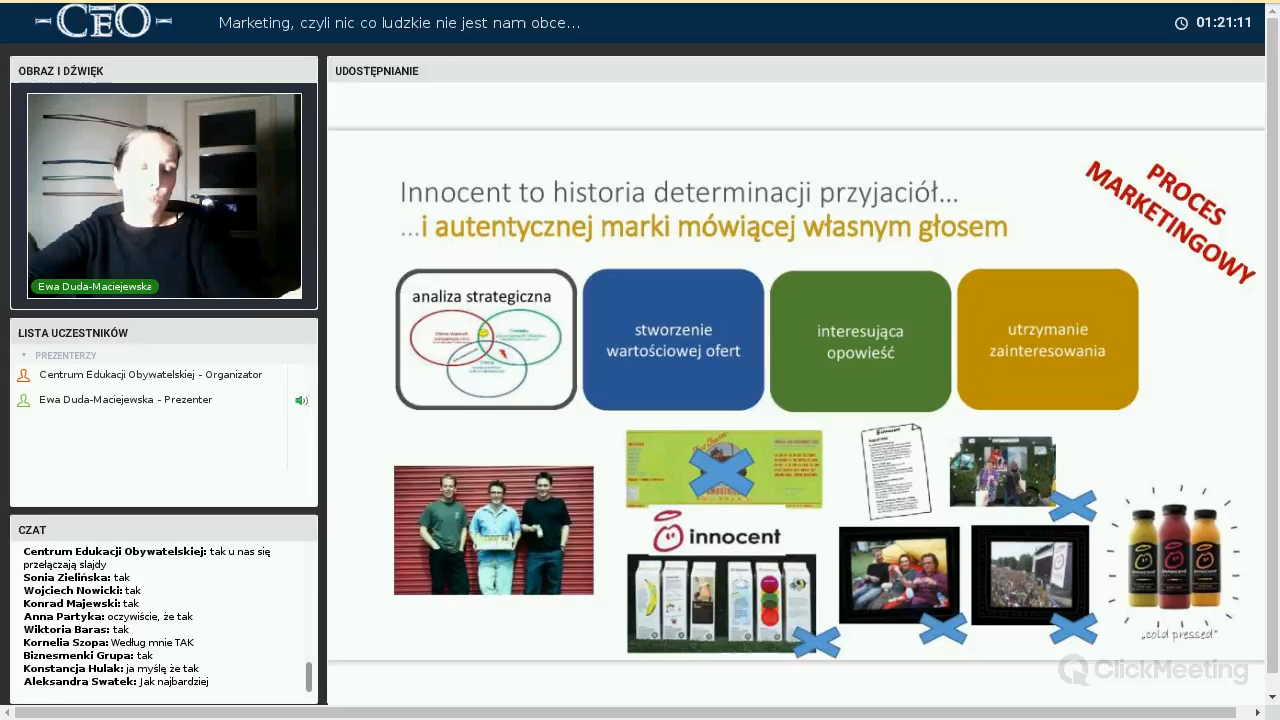 CEO
Marketing, czyli nic co ludzkie nie jest nam obce...
01:21:11
OBRAZ I DŹWIĘK
Ewa Duda-Maciejewska
LISTA UCZESTNIKÓW
PREZENTERZY
Centrum Edukacji Obywatelskiej - Organizator
Ewa Duda-Maciejewska - Prezenter
CZAT
Centrum Edukacji Obywatelskiej: tak u nas się
przełączają slajdy
Sonia Zielińska: tak
Wojciech Nowicki: tak
Konrad Majewski: tak
Anna Partyka: oczywiście, że tak
Wiktoria Baras: tak
Kornelia Szopa: Według mnie TAK
Biznesmenki Grupa: tak
Konstancja Hulak: ja myślę że tak
Aleksandra Swatek: Jak najbardziej
UDOSTĘPNIANIE
Innocent to historia determinacji przyjaciół...
...i autentycznej marki mówiącej własnym głosem
PROCES
MARKETINGOWY
analiza strategiczna
stworzenie
wartościowej ofert
interesująca
opowieść
utrzymanie
zainteresowania
innocent
„cold pressed"
ClickMeeting